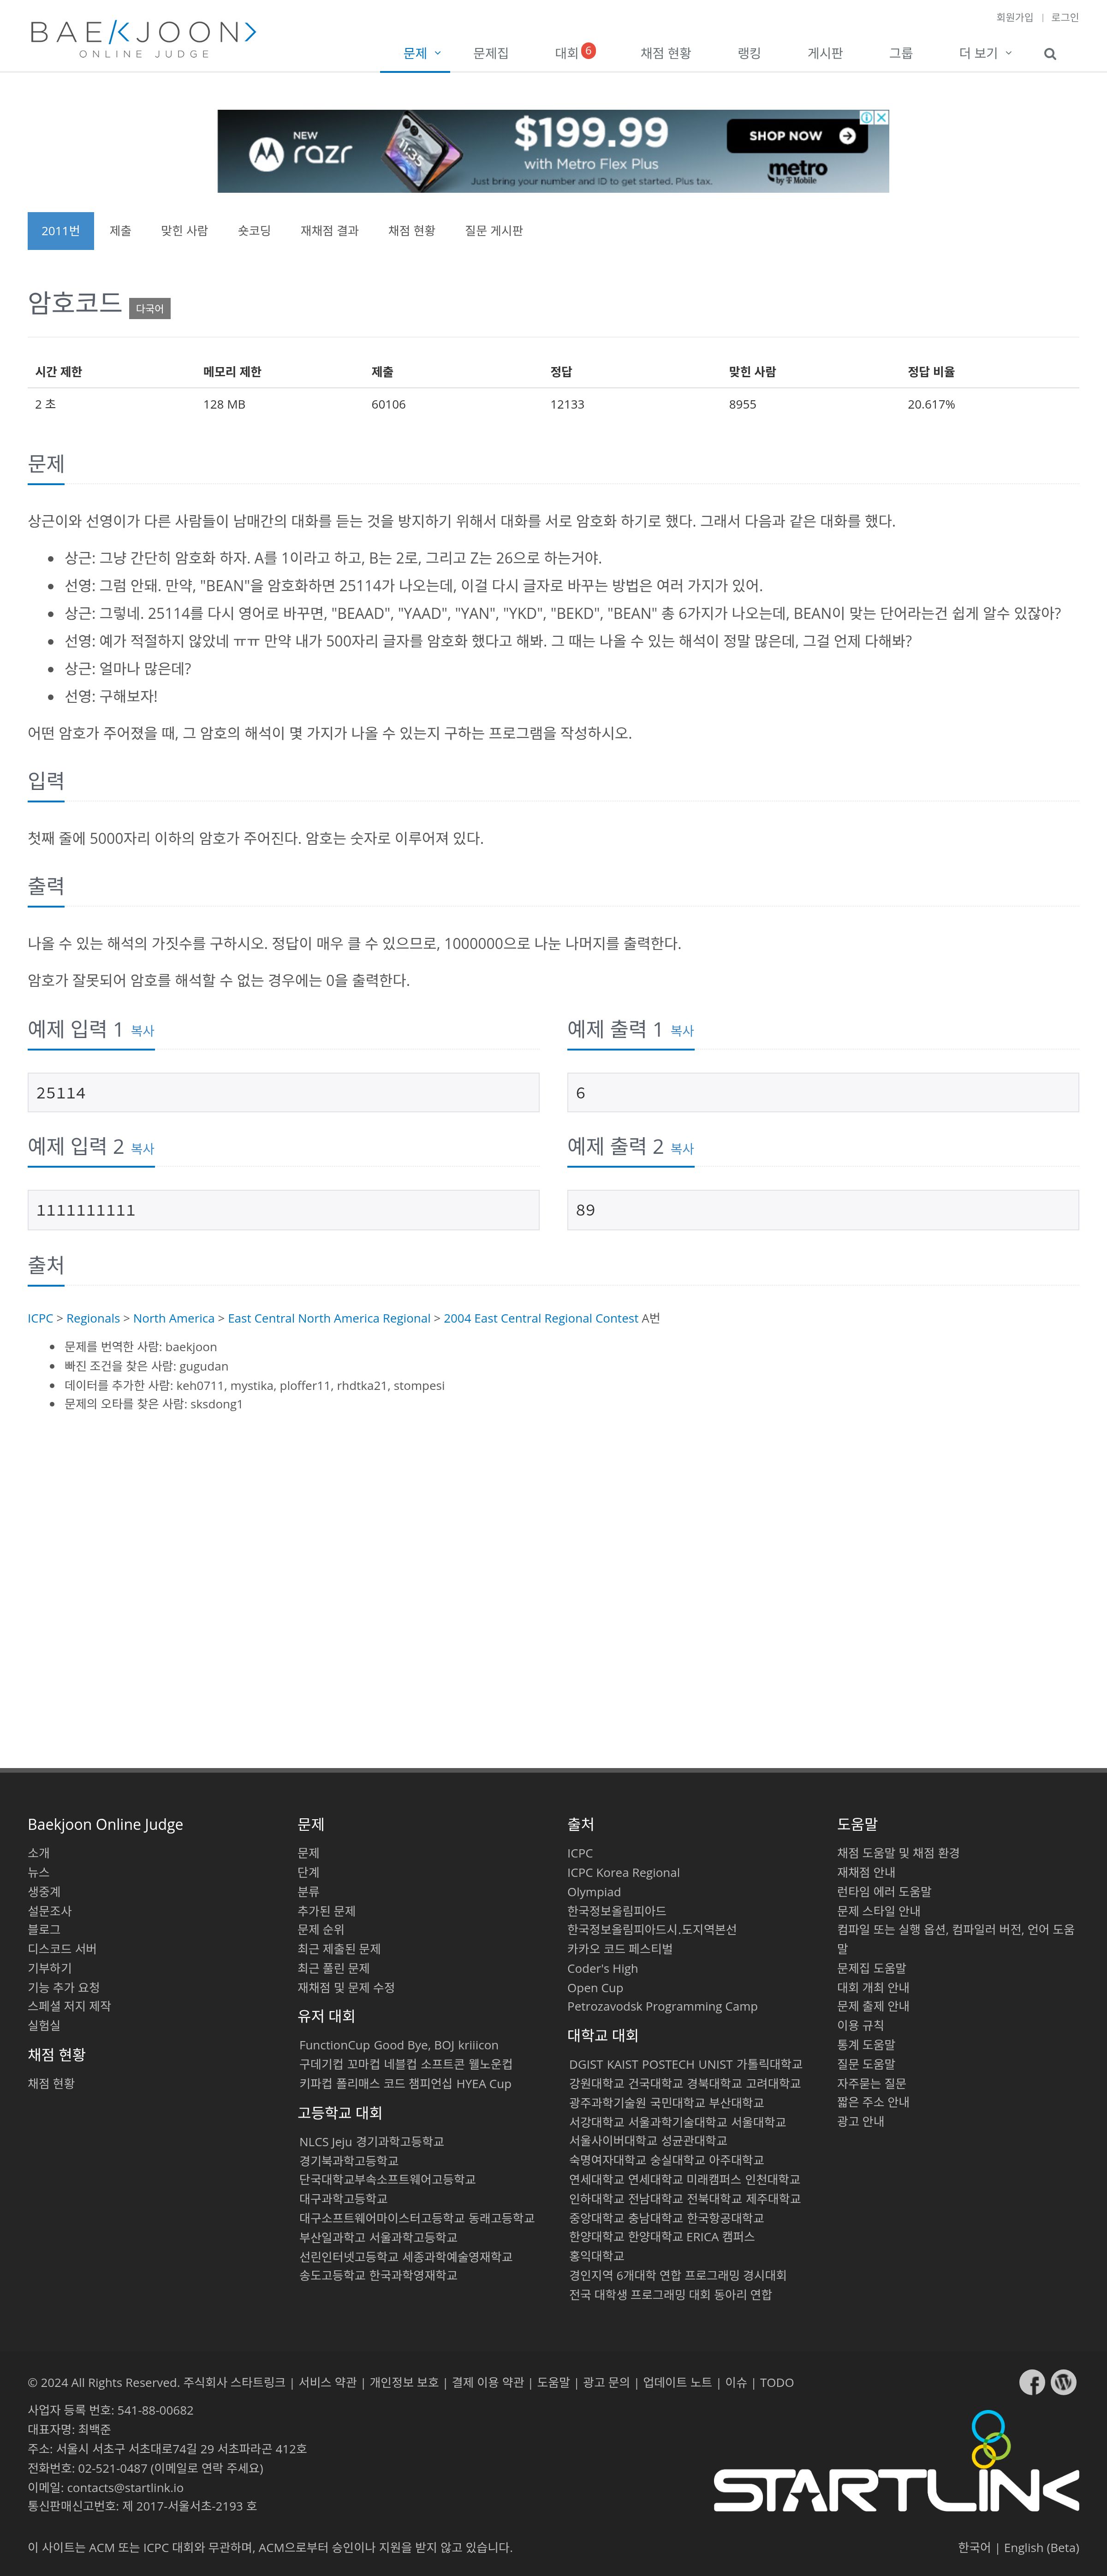 회원가입 | 로그인
BAEKJOON>
ONLINE JUDGE
문제 문제집 대회 6 채점 현황 랭킹 게시판 그룹 더 보기
NEW
razr
11:35
$199.99
with Metro Flex Plus
Just bring your number and ID to get started. Plus tax.
SHOP NOW
metro
by T Mobile
2011번 제출 맞힌 사람 숏코딩 재채점 결과 채점 현황 질문 게시판
암호코드 다국어
시간 제한 메모리 제한 제출 정답 맞힌 사람 정답 비율
2 초 128 MB 60106 12133 8955 20.617%
문제
상근이와 선영이가 다른 사람들이 남매간의 대화를 듣는 것을 방지하기 위해서 대화를 서로 암호화 하기로 했다. 그래서 다음과 같은 대화를 했다.
• 상근: 그냥 간단히 암호화 하자. A를 1이라고 하고, B는 2로, 그리고 Z는 26으로 하는거야.
• 선영: 그럼 안돼. 만약, "BEAN"을 암호화하면 25114가 나오는데, 이걸 다시 글자로 바꾸는 방법은 여러 가지가 있어.
• 상근: 그렇네. 25114를 다시 영어로 바꾸면, "BEAAD", "YAAD", "YAN", "YKD", "BEKD", "BEAN" 총 6가지가 나오는데, BEAN이 맞는 단어라는건 쉽게 알수 있잖아?
• 선영: 예가 적절하지 않았네 ㅠㅠ 만약 내가 500자리 글자를 암호화 했다고 해봐. 그 때는 나올 수 있는 해석이 정말 많은데, 그걸 언제 다해봐?
• 상근: 얼마나 많은데?
• 선영: 구해보자!
어떤 암호가 주어졌을 때, 그 암호의 해석이 몇 가지가 나올 수 있는지 구하는 프로그램을 작성하시오.
입력
첫째 줄에 5000자리 이하의 암호가 주어진다. 암호는 숫자로 이루어져 있다.
출력
나올 수 있는 해석의 가짓수를 구하시오. 정답이 매우 클 수 있으므로, 1000000으로 나눈 나머지를 출력한다.
암호가 잘못되어 암호를 해석할 수 없는 경우에는 0을 출력한다.
예제 입력 1 복사
25114
예제 출력 1 복사
6
예제 입력 2 복사
1111111111
예제 출력 2 복사
89
출처
ICPC > Regionals > North America > East Central North America Regional > 2004 East Central Regional Contest A번
• 문제를 번역한 사람: baekjoon
• 빠진 조건을 찾은 사람: gugudan
• 데이터를 추가한 사람: keh0711, mystika, ploffer11, rhdtka21, stompesi
• 문제의 오타를 찾은 사람: sksdong1
Baekjoon Online Judge
소개
뉴스
생중계
설문조사
블로그
디스코드 서버
기부하기
기능 추가 요청
스페셜 저지 제작
실험실
채점 현황
채점 현황
문제
문제
단계
분류
추가된 문제
문제 순위
최근 제출된 문제
최근 풀린 문제
재채점 및 문제 수정
유저 대회
FunctionCup Good Bye, BOJ kriiicon
구데기컵 꼬마컵 네블컵 소프트콘 웰노운컵
키파컵 폴리매스 코드 챔피언십 HYEA Cup
고등학교 대회
NLCS Jeju 경기과학고등학교
경기북과학고등학교
단국대학교부속소프트웨어고등학교
대구과학고등학교
대구소프트웨어마이스터고등학교 동래고등학교
부산일과학고 서울과학고등학교
선린인터넷고등학교 세종과학예술영재학교
송도고등학교 한국과학영재학교
출처
ICPC
ICPC Korea Regional
Olympiad
한국정보올림피아드
한국정보올림피아드시.도지역본선
카카오 코드 페스티벌
Coder's High
Open Cup
Petrozavodsk Programming Camp
대학교 대회
DGIST KAIST POSTECH UNIST 가톨릭대학교
강원대학교 건국대학교 경북대학교 고려대학교
광주과학기술원 국민대학교 부산대학교
서강대학교 서울과학기술대학교 서울대학교
서울사이버대학교 성균관대학교
숙명여자대학교 숭실대학교 아주대학교
연세대학교 연세대학교 미래캠퍼스 인천대학교
인하대학교 전남대학교 전북대학교 제주대학교
중앙대학교 충남대학교 한국항공대학교
한양대학교 한양대학교 ERICA 캠퍼스
홍익대학교
경인지역 6개대학 연합 프로그래밍 경시대회
전국 대학생 프로그래밍 대회 동아리 연합
도움말
채점 도움말 및 채점 환경
재채점 안내
런타임 에러 도움말
문제 스타일 안내
컴파일 또는 실행 옵션, 컴파일러 버전, 언어 도움
말
문제집 도움말
대회 개최 안내
문제 출제 안내
이용 규칙
통계 도움말
질문 도움말
자주묻는 질문
짧은 주소 안내
광고 안내
© 2024 All Rights Reserved. 주식회사 스타트링크 | 서비스 약관 | 개인정보 보호 | 결제 이용 약관 | 도움말 | 광고 문의 | 업데이트 노트 | 이슈 | TODO
사업자 등록 번호: 541-88-00682
대표자명: 최백준
주소: 서울시 서초구 서초대로74길 29 서초파라곤 412호
전화번호: 02-521-0487 (이메일로 연락 주세요)
이메일: contacts@startlink.io
통신판매신고번호: 제 2017-서울서초-2193 호
STARTLINK
이 사이트는 ACM 또는 ICPC 대회와 무관하며, ACM으로부터 승인이나 지원을 받지 않고 있습니다.
한국어 | English (Beta)